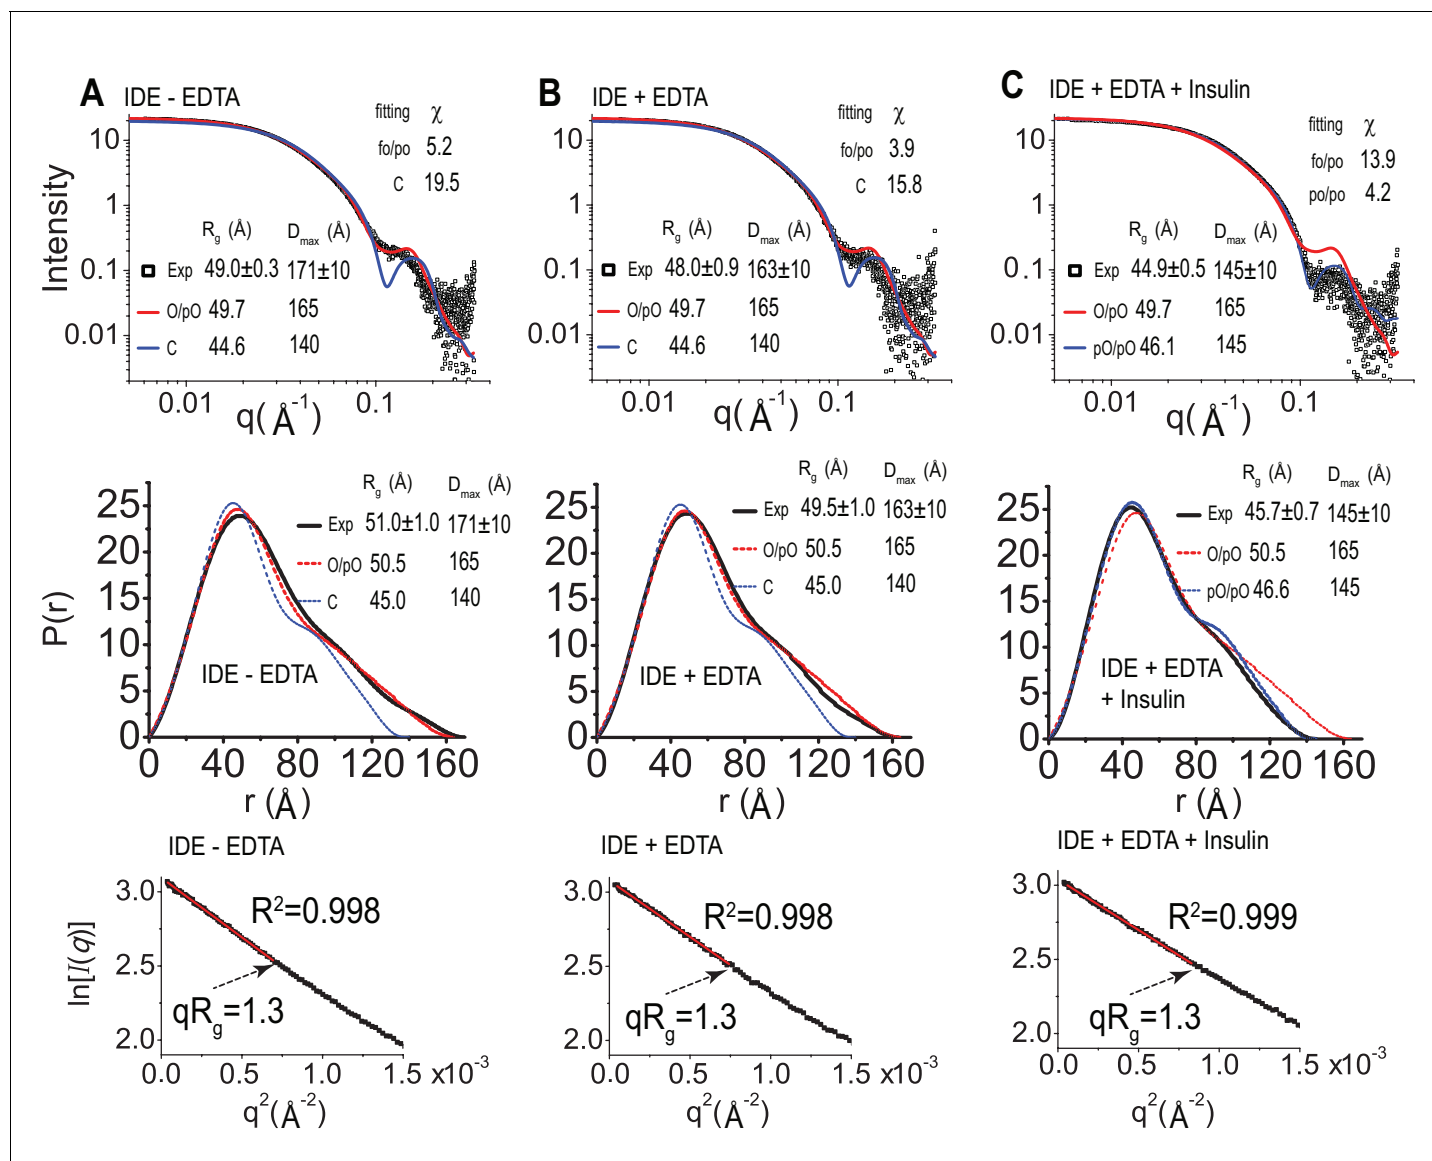 A IDE - EDTA
fitting χ
fo/po 5.2
C 19.5
Rg (Å) Dmax (Å)
Exp 49.0±0.3 171±10
O/pO 49.7 165
C 44.6 140
Intensity
10
1
0.1
0.01
0.01 0.1
q(Å-1)
B IDE + EDTA
fitting χ
fo/po 3.9
C 15.8
Rg (Å) Dmax (Å)
Exp 48.0±0.9 163±10
O/pO 49.7 165
C 44.6 140
10
1
0.1
0.01
0.01 0.1
q(Å-1)
C IDE + EDTA + Insulin
fitting χ
fo/po 13.9
po/po 4.2
Rg (Å) Dmax (Å)
Exp 44.9±0.5 145±10
O/pO 49.7 165
pO/pO 46.1 145
10
1
0.1
0.01
0.01 0.1
q(Å-1)
Rg (Å) Dmax (Å)
Exp 51.0±1.0 171±10
O/pO 50.5 165
C 45.0 140
IDE - EDTA
P(r)
25
20
15
10
5
0
0 40 80 120 160
r (Å)
Rg (Å) Dmax (Å)
Exp 49.5±1.0 163±10
O/pO 50.5 165
C 45.0 140
IDE + EDTA
25
20
15
10
5
0
0 40 80 120 160
r (Å)
Rg (Å) Dmax (Å)
Exp 45.7±0.7 145±10
O/pO 50.5 165
pO/pO 46.6 145
IDE + EDTA
+ Insulin
25
20
15
10
5
0
0 40 80 120 160
r (Å)
IDE - EDTA
R2=0.998
qRg=1.3
ln[I(q)]
3.0
2.5
2.0
0.0 0.5 1.0 1.5 x10-3
q2(Å-2)
IDE + EDTA
R2=0.998
qRg=1.3
3.0
2.5
2.0
0.0 0.5 1.0 1.5 x10-3
q2(Å-2)
IDE + EDTA + Insulin
R2=0.999
qRg=1.3
3.0
2.5
2.0
0.0 0.5 1.0 1.5 x10-3
q2(Å-2)